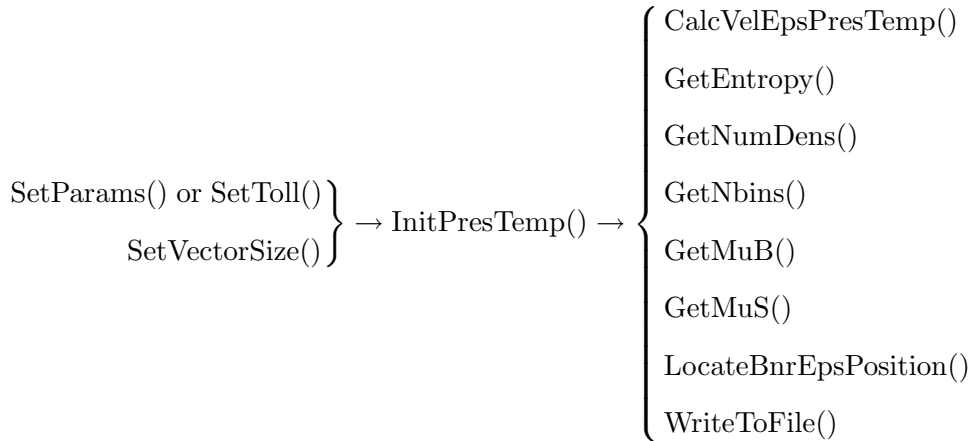 SetParams() or SetToll()
SetVectorSize()
→ InitPresTemp() →
CalcVelEpsPresTemp()
GetEntropy()
GetNumDens()
GetNbins()
GetMuB()
GetMuS()
LocateBnrEpsPosition()
WriteToFile()